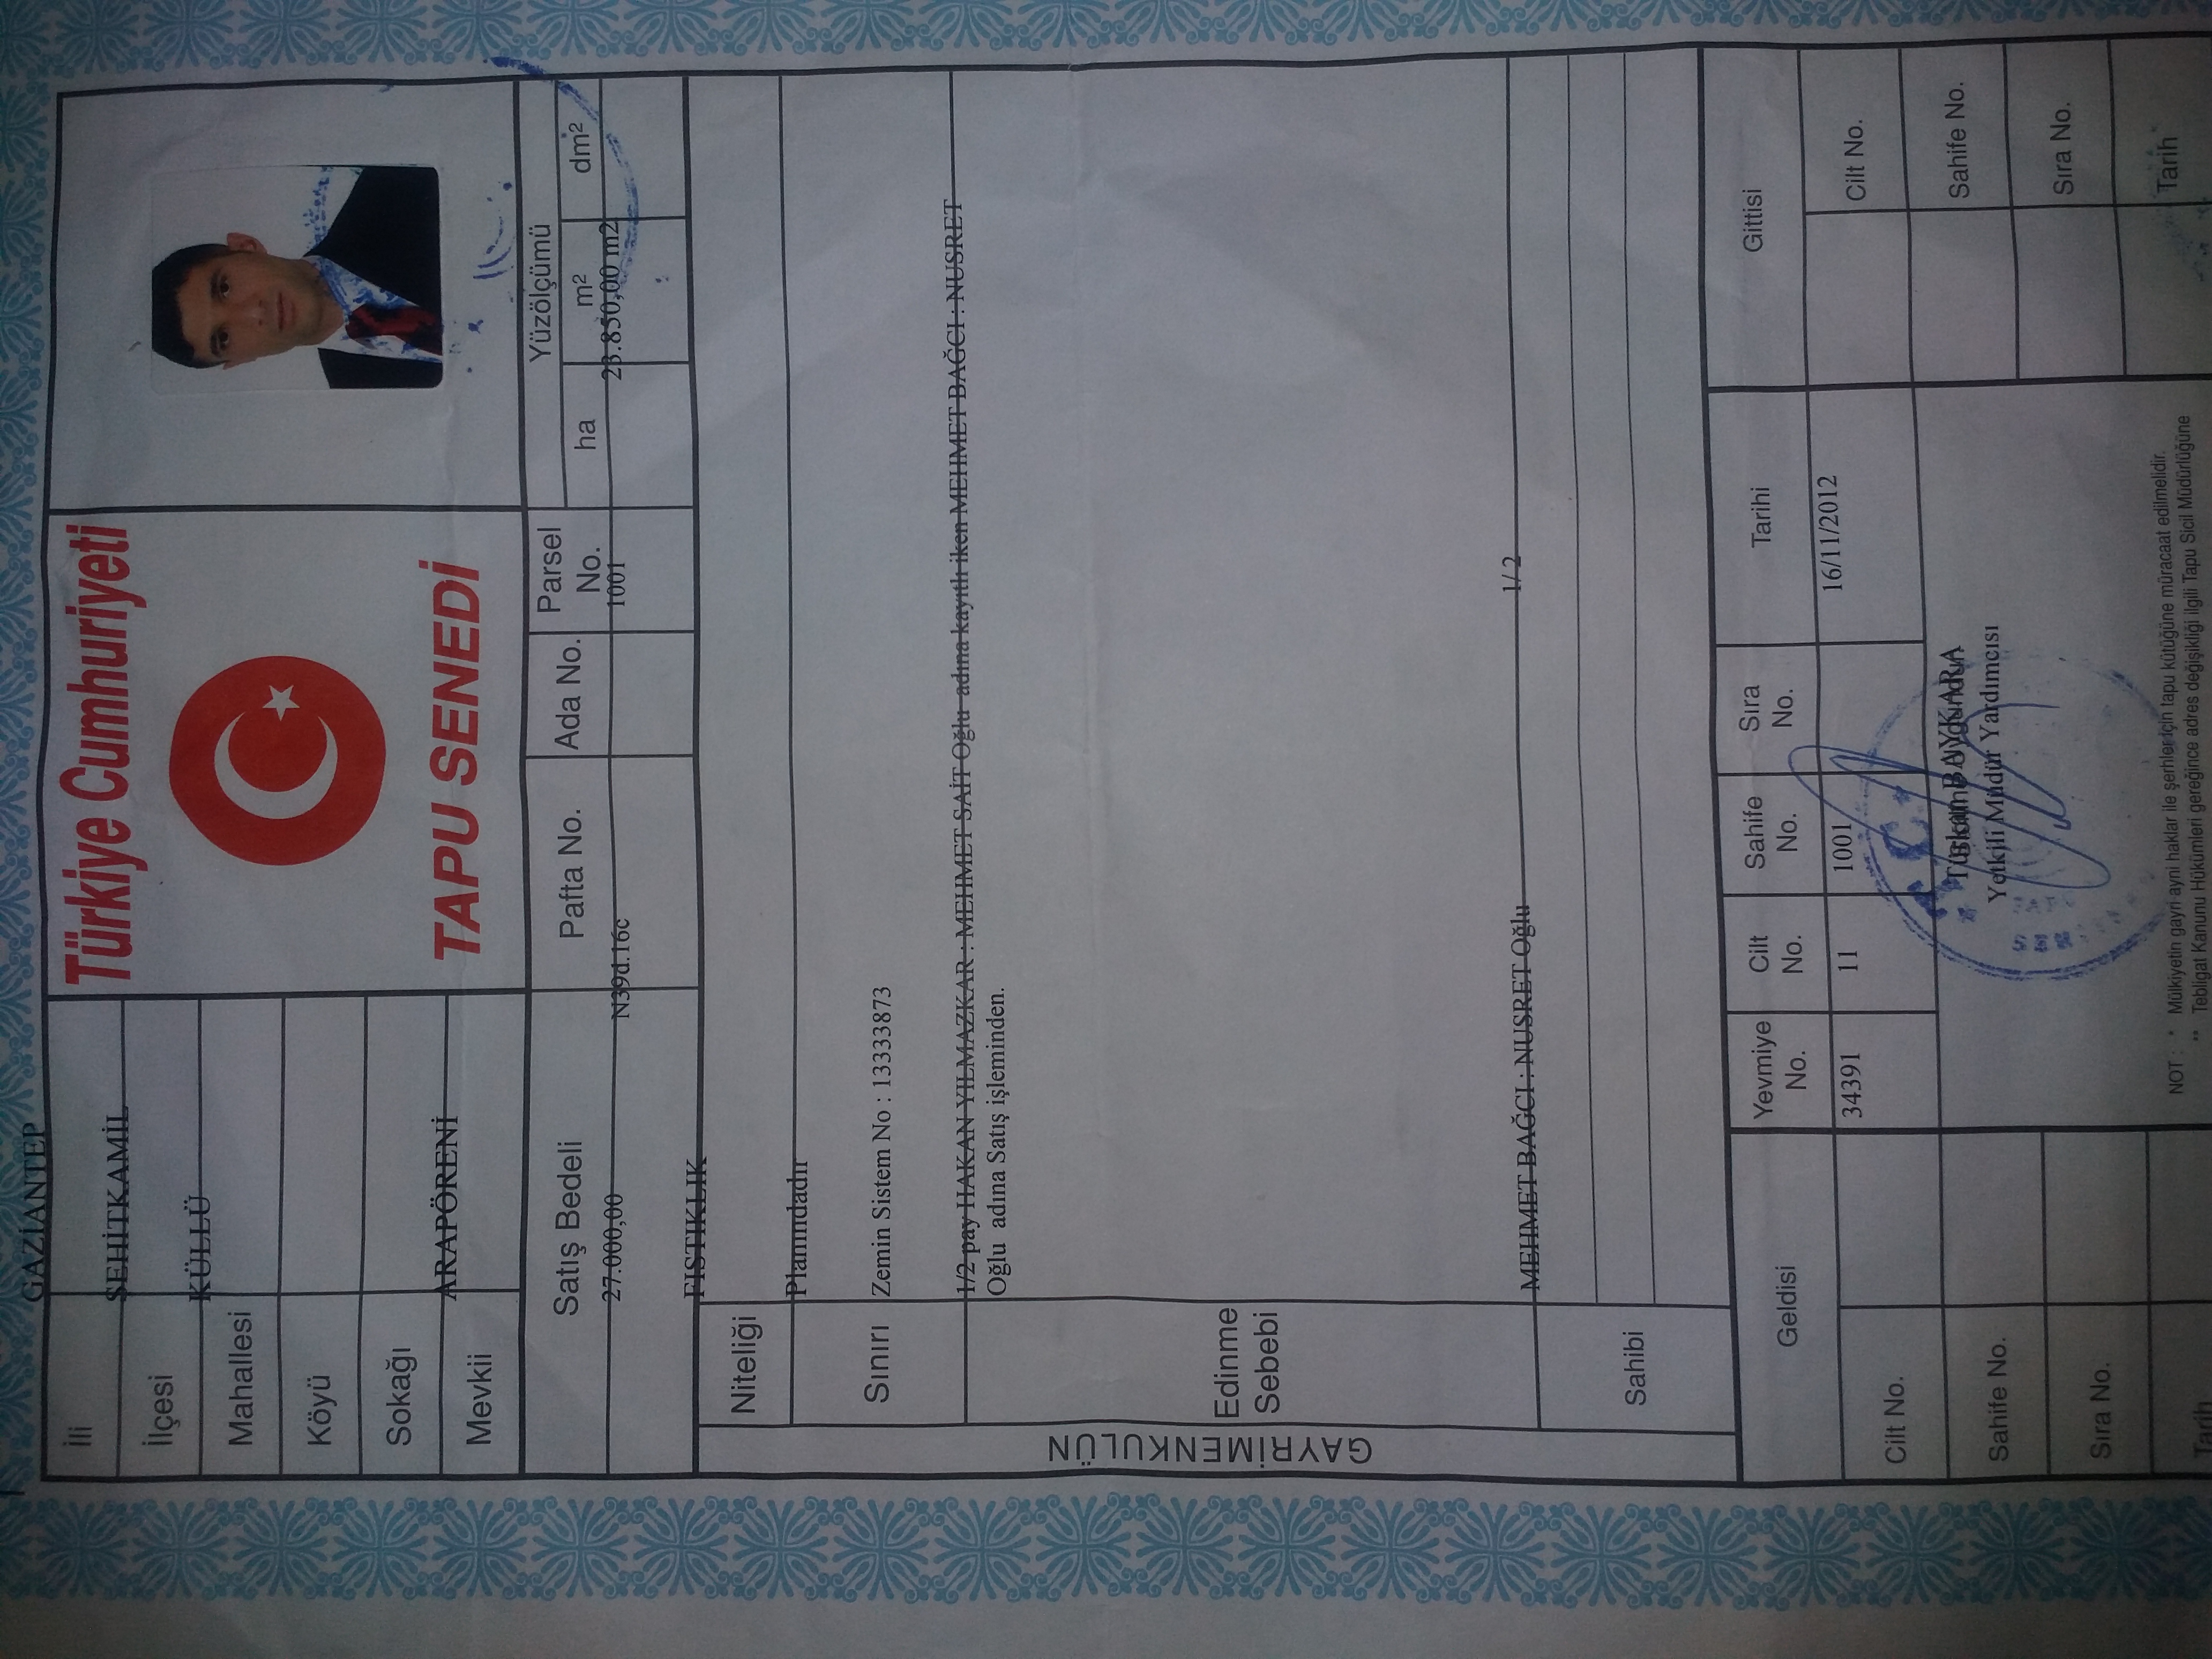 GAZİANTEP
İli
ŞEHİTKAMİL
İlçesi
KÜLLÜ
Mahallesi
Köyü
Sokağı
ARAPÖRENİ
Mevkii
Türkiye Cumhuriyeti
TAPU SENEDİ
Satış Bedeli
Pafta No.
Ada No.
Parsel
No.
Yüzölçümü
ha
m²
dm²
27.000,00
N39d.16c
1001
23.850,00 m2
GAYRİMENKULÜN
FISTIKLIK
Niteliği
Planındadır
Sınırı
Zemin Sistem No : 13333873
1/2 pay HAKAN YILMAZKAR : MEHMET SAİT Oğlu adına kayıtlı iken MEHMET BAĞCI : NUSRET
Oğlu adına Satış işleminden.
Edinme
Sebebi
MEHMET BAĞCI : NUSRET Oğlu 1/ 2
Sahibi
Geldisi
Yevmiye
No.
Cilt
No.
Sahife
No.
Sıra
No.
Tarihi
Gittisi
34391
11
1001
16/11/2012
Cilt No.
Cilt No.
Sahife No.
Sahife No.
Sıra No.
Sıra No.
Tarih
Tarih
T.C.
Türkan BAYKARA
Yetkili Müdür Yardımcısı
NOT : * Mülkiyetin gayri ayni haklar ile şerhler için tapu kütüğüne müracaat edilmelidir.
** Tebligat Kanunu Hükümleri gereğince adres değişikliği ilgili Tapu Sicil Müdürlüğüne